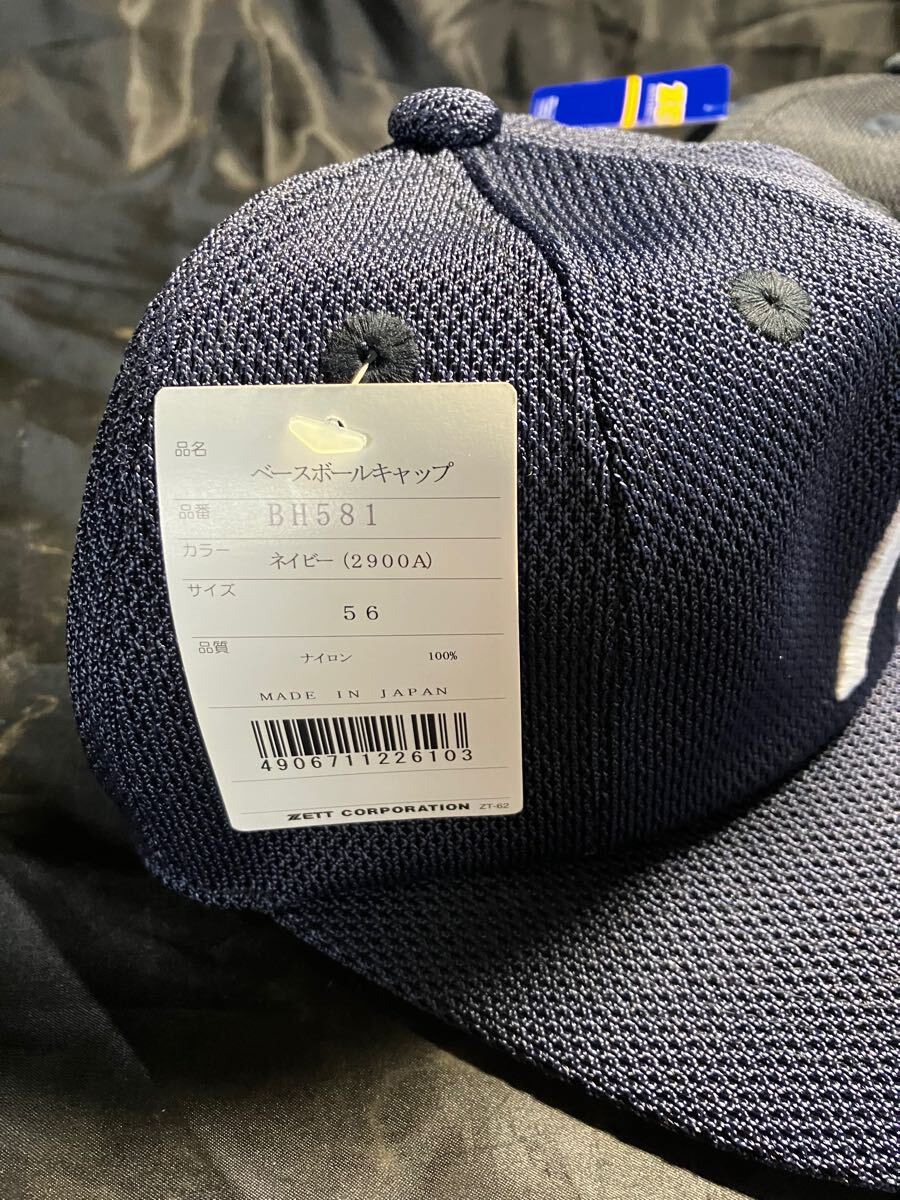 品名
ベースボールキャップ
品番 BH581
カラー ネイビー(2900A)
サイズ
56
品質
ナイロン 100%
MADE IN JAPAN
4906711226103
ZETT CORPORATION ZT-62